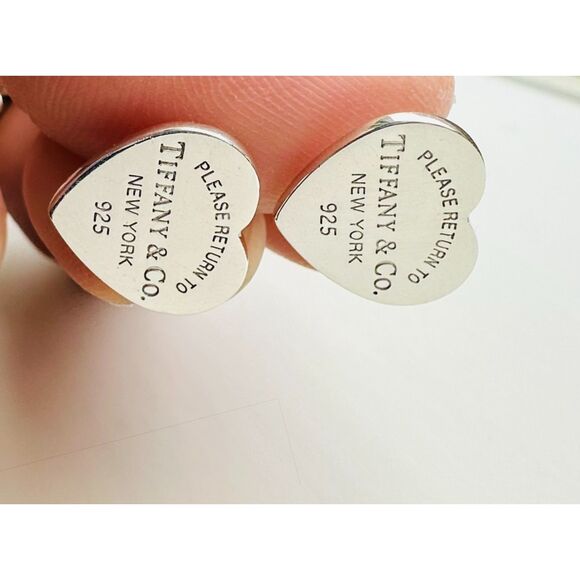 PLEASE RETURN TO
TIFFANY & CO.
NEW YORK
925
PLEASE RETURN TO
TIFFANY & CO.
NEW YORK
925